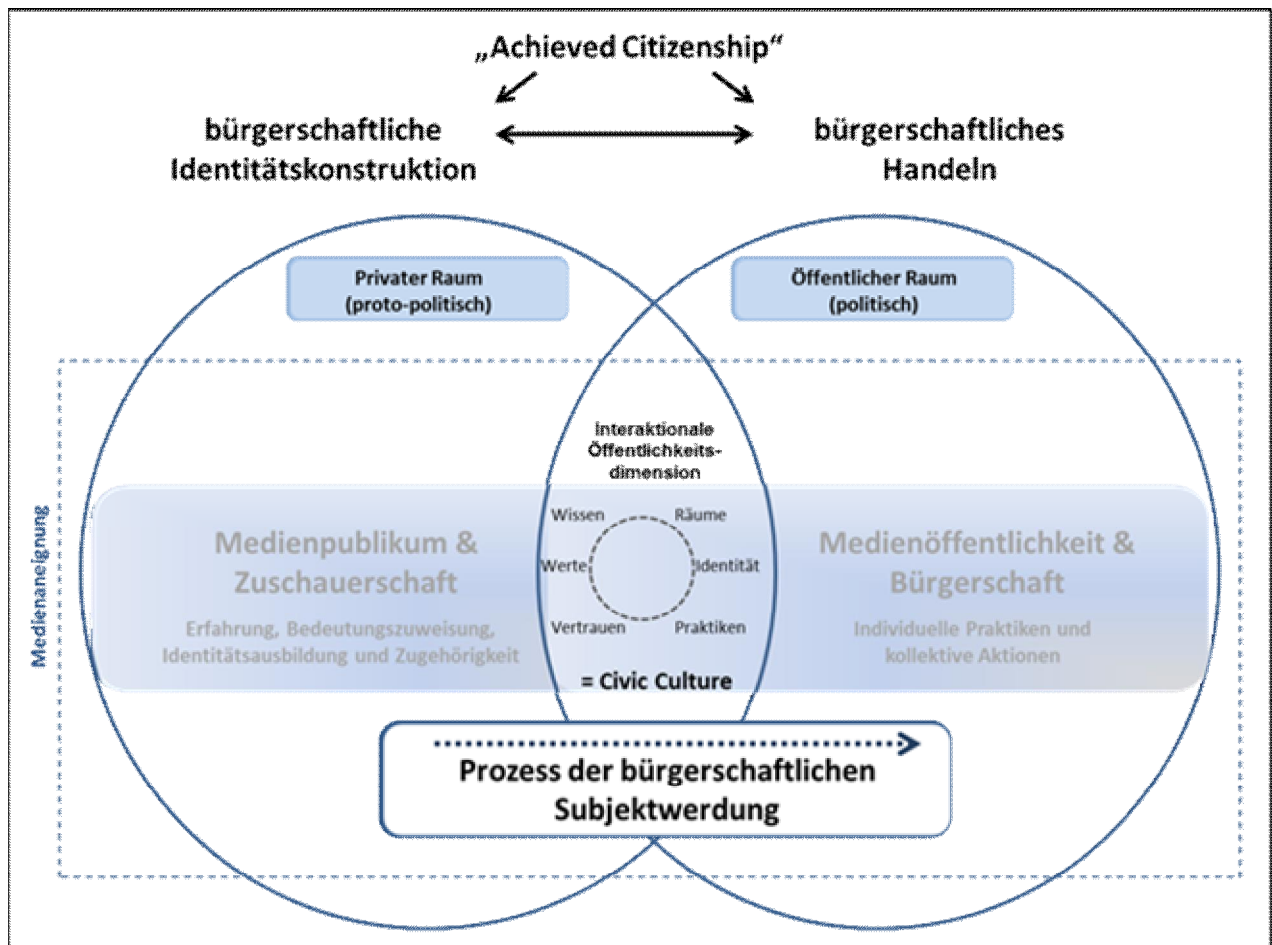 „Achieved Citizenship“
bürgerschaftliche
Identitätskonstruktion
bürgerschaftliches
Handeln
Privater Raum
(proto-politisch)
Öffentlicher Raum
(politisch)
Interaktionale
Öffentlichkeits-
dimension
Medienaneignung
Medienpublikum &
Zuschauerschaft
Erfahrung, Bedeutungszuweisung,
Identitätsausbildung und Zugehörigkeit
Wissen
Räume
Werte
Identität
Vertrauen
Praktiken
= Civic Culture
Medienöffentlichkeit &
Bürgerschaft
Individuelle Praktiken und
kollektive Aktionen
Prozess der bürgerschaftlichen
Subjektwerdung